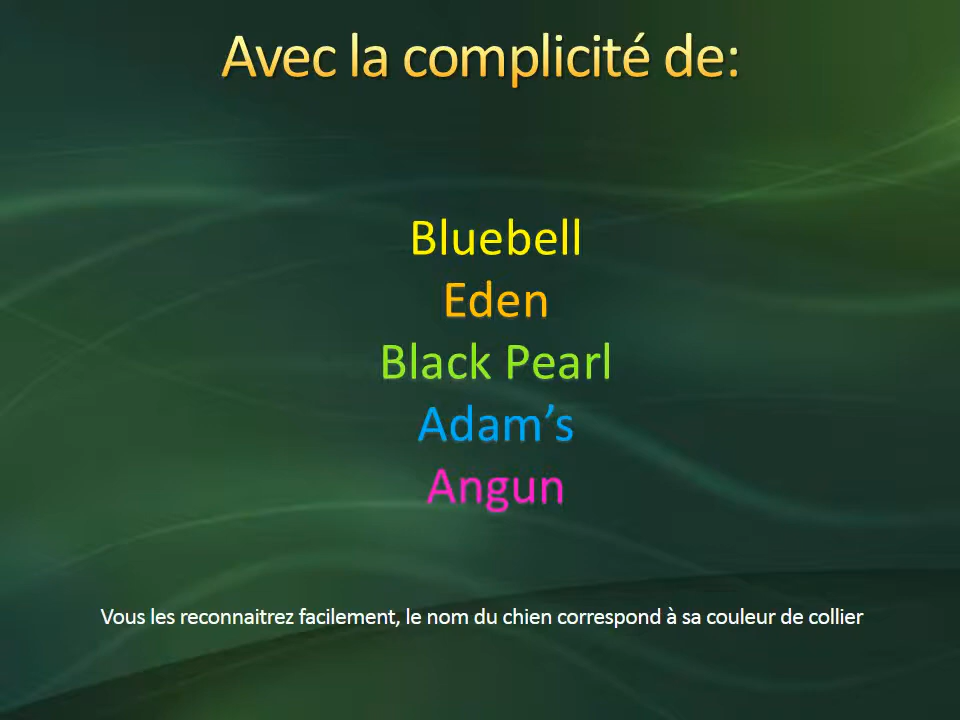 Avec la complicité de:
Bluebell
Eden
Black Pearl
Adam’s
Angun
Vous les reconnaitrez facilement, le nom du chien correspond à sa couleur de collier